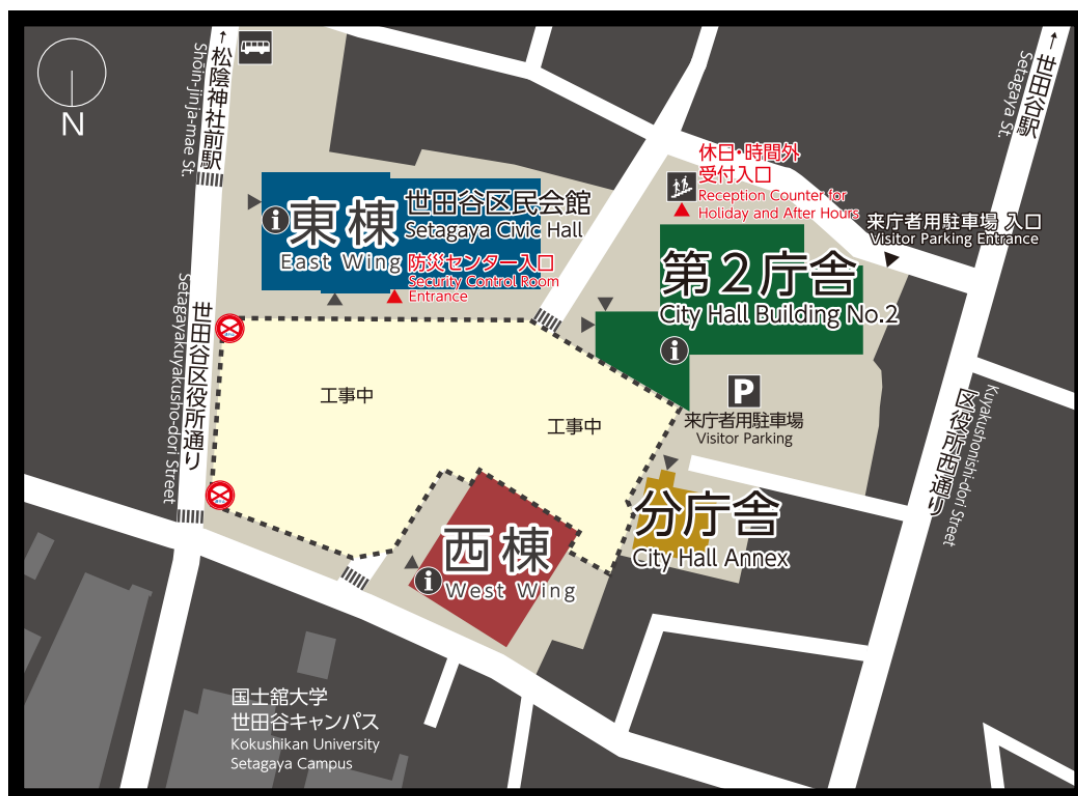 N
↑松陰神社前駅
Shōin-jinja-mae St.
↑世田谷駅
Setagaya St.
休日・時間外
受付入口
Reception Counter for
Holiday and After Hours
来庁者用駐車場 入口
Visitor Parking Entrance
東棟
East Wing
世田谷区民会館
Setagaya Civic Hall
防災センター入口
Security Control Room
Entrance
第2庁舎
City Hall Building No.2
世田谷区役所通り
Setagayakuyakusho-dori Street
工事中
工事中
P
来庁者用駐車場
Visitor Parking
区役所西通り
Kuyakushonishi-dori Street
分庁舎
City Hall Annex
西棟
West Wing
国士舘大学
世田谷キャンパス
Kokushikan University
Setagaya Campus